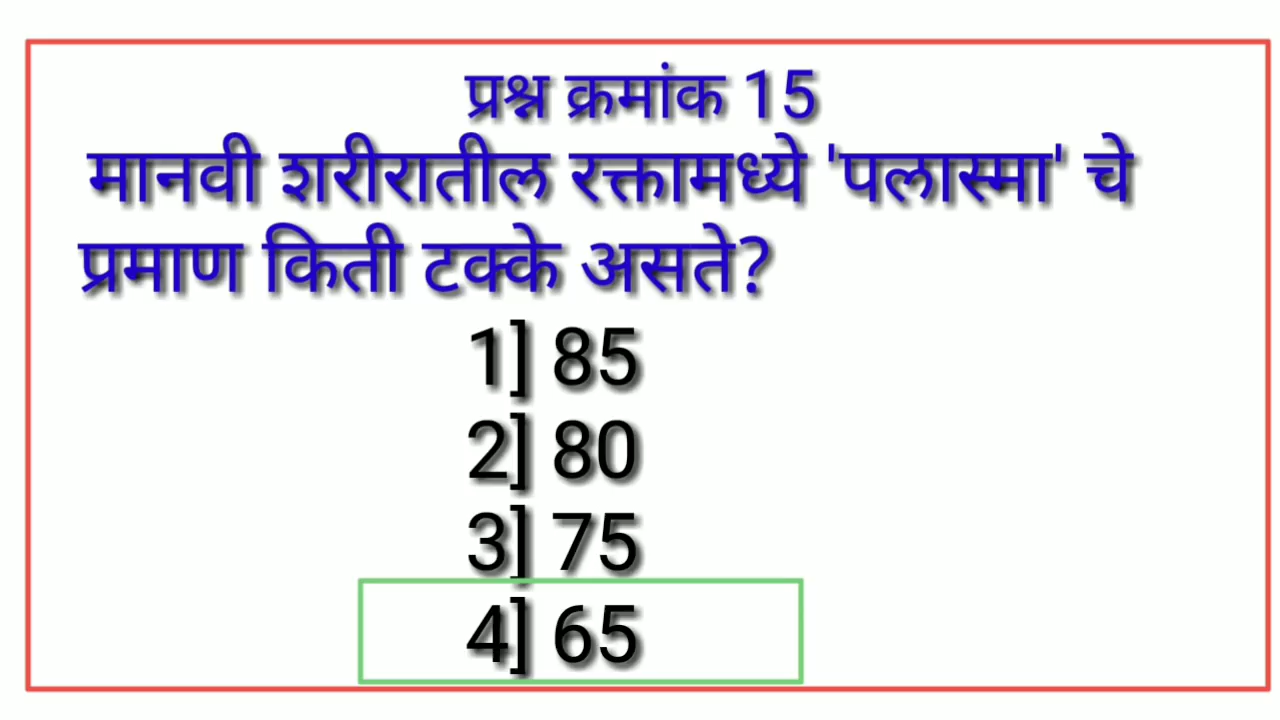 प्रश्न क्रमांक 15
मानवी शरीरातील रक्तामध्ये 'पलास्मा' चे
प्रमाण किती टक्के असते?
1] 85
2] 80
3] 75
4] 65